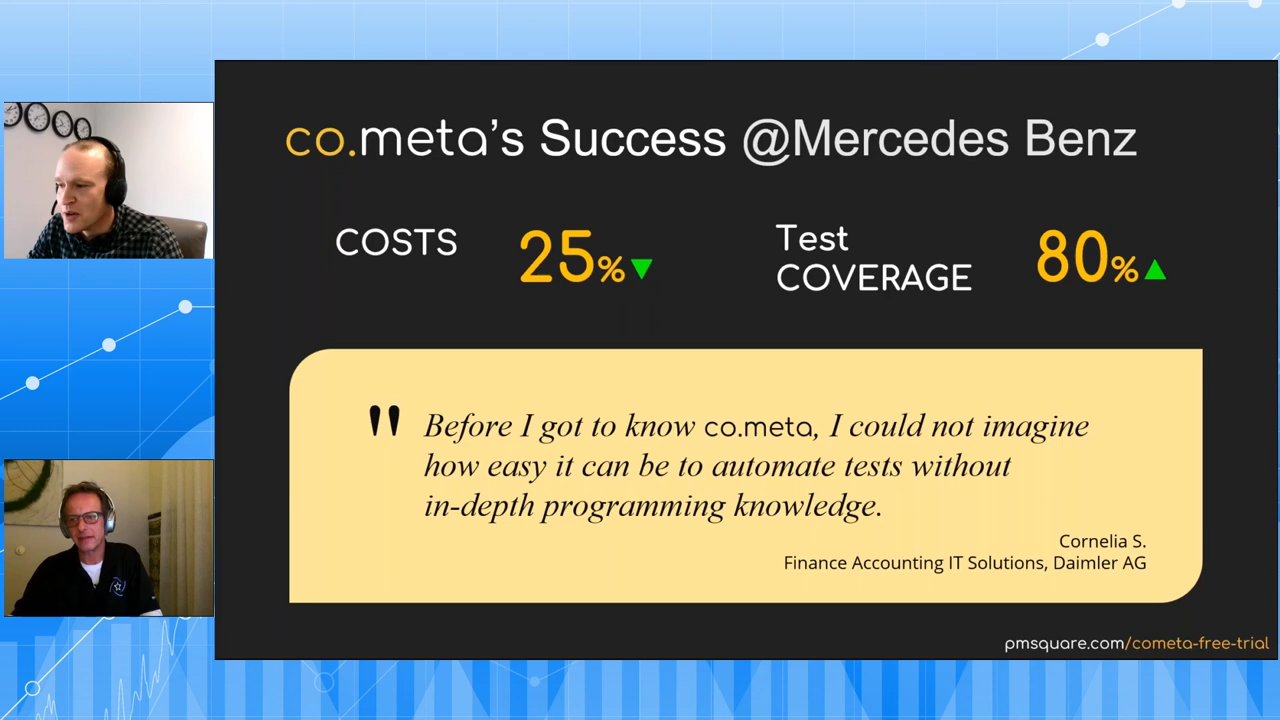 co.meta’s Success @Mercedes Benz
COSTS 25%▼
Test
COVERAGE 80%▲
" Before I got to know co.meta, I could not imagine
how easy it can be to automate tests without
in-depth programming knowledge.
Cornelia S.
Finance Accounting IT Solutions, Daimler AG
pmsquare.com/cometa-free-trial